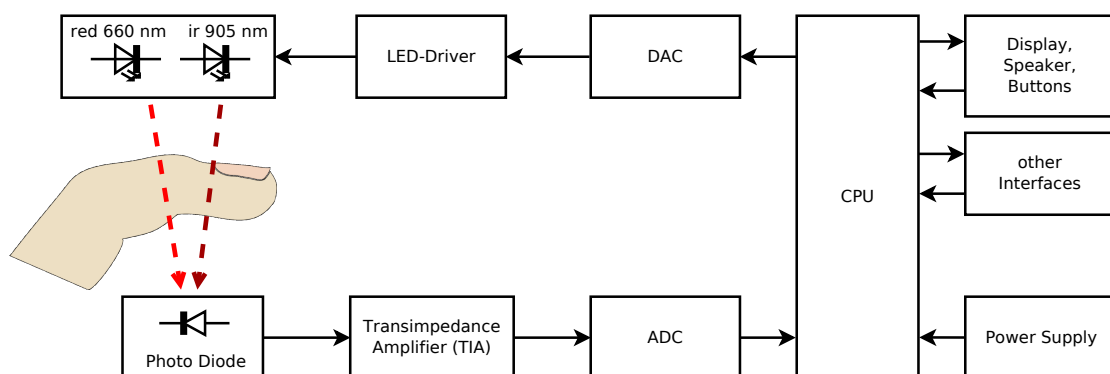 red 660 nm
ir 905 nm
LED-Driver
DAC
CPU
Display,
Speaker,
Buttons
other
Interfaces
Photo Diode
Transimpedance
Amplifier (TIA)
ADC
Power Supply